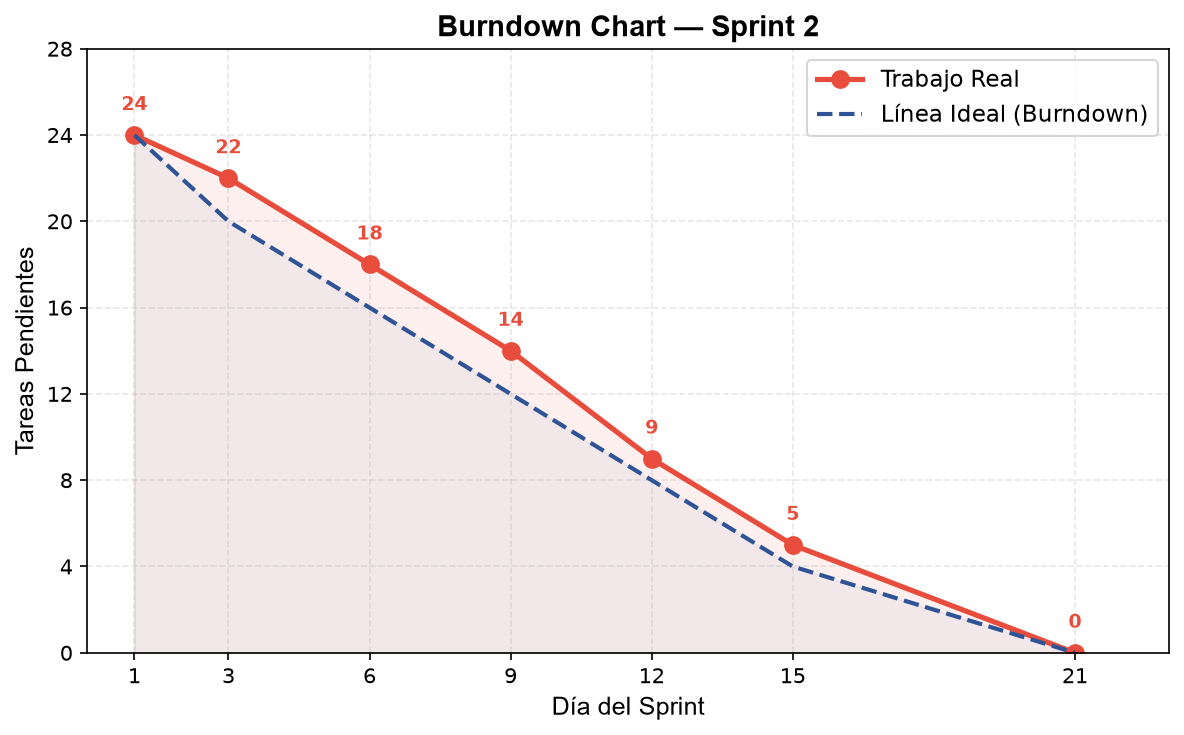 Burndown Chart — Sprint 2
Trabajo Real
Línea Ideal (Burndown)
Tareas Pendientes
28
24
20
16
12
8
4
0
24
22
18
14
9
5
0
1 3 6 9 12 15 21
Día del Sprint